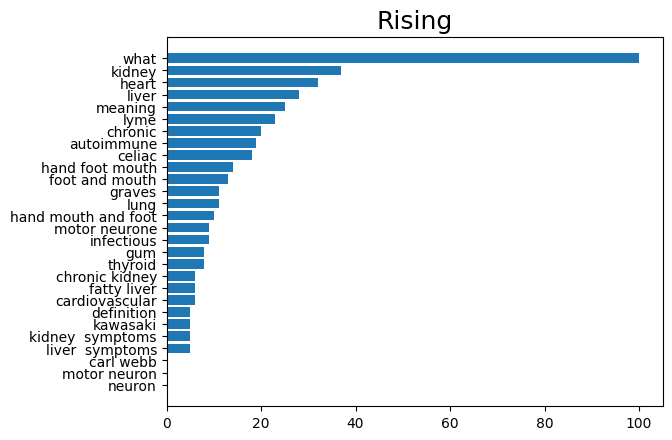 Rising
what
kidney
heart
liver
meaning
lyme
chronic
autoimmune
celiac
hand foot mouth
foot and mouth
graves
lung
hand mouth and foot
motor neurone
infectious
gum
thyroid
chronic kidney
fatty liver
cardiovascular
definition
kawasaki
kidney  symptoms
liver  symptoms
carl webb
motor neuron
neuron
0 20 40 60 80 100